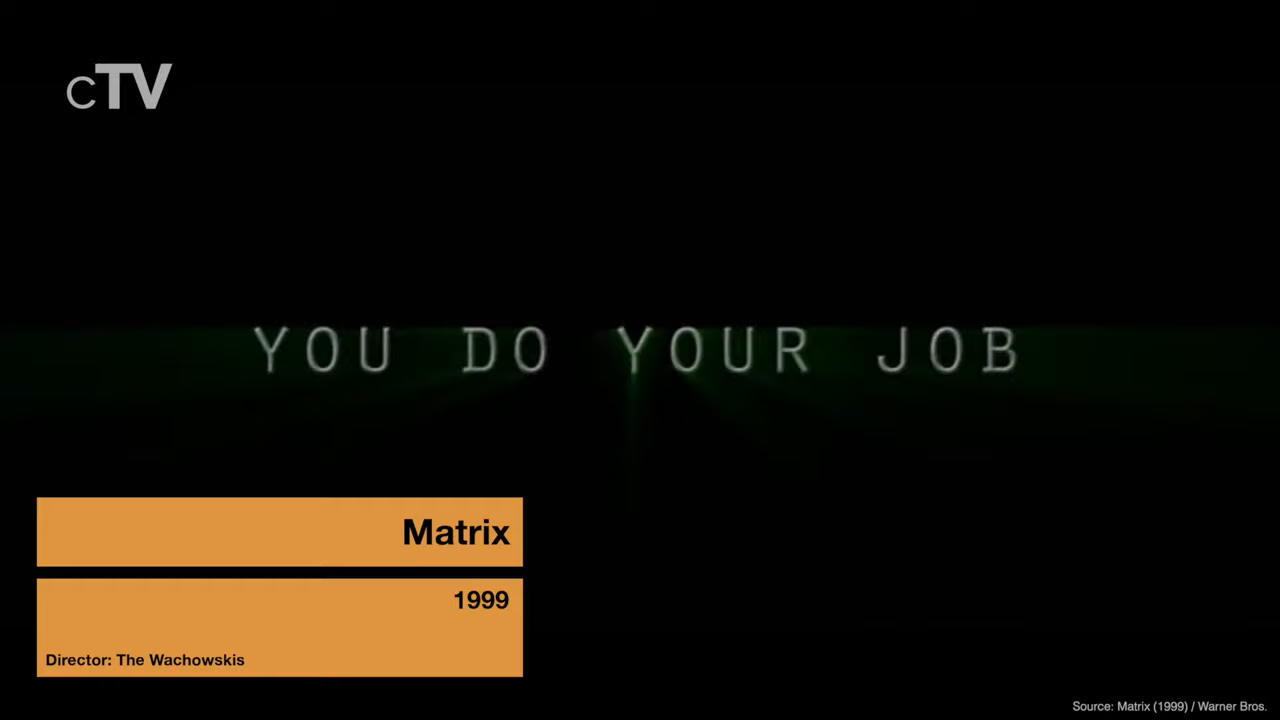 cTV
YOU DO YOUR JOB
Matrix
1999
Director: The Wachowskis
Source: Matrix (1999) / Warner Bros.